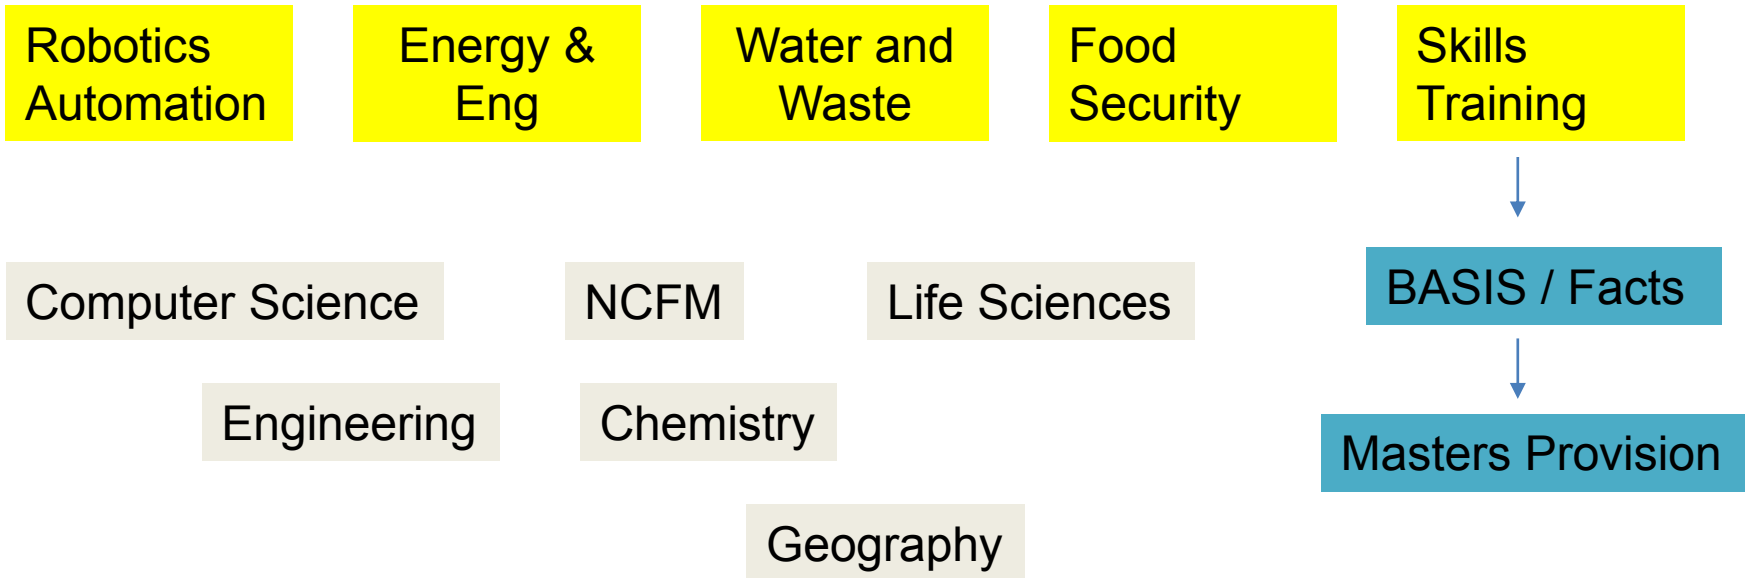 Robotics
Automation
Energy &
Eng
Water and
Waste
Food
Security
Skills
Training
Computer Science
NCFM
Life Sciences
BASIS / Facts
Engineering
Chemistry
Masters Provision
Geography